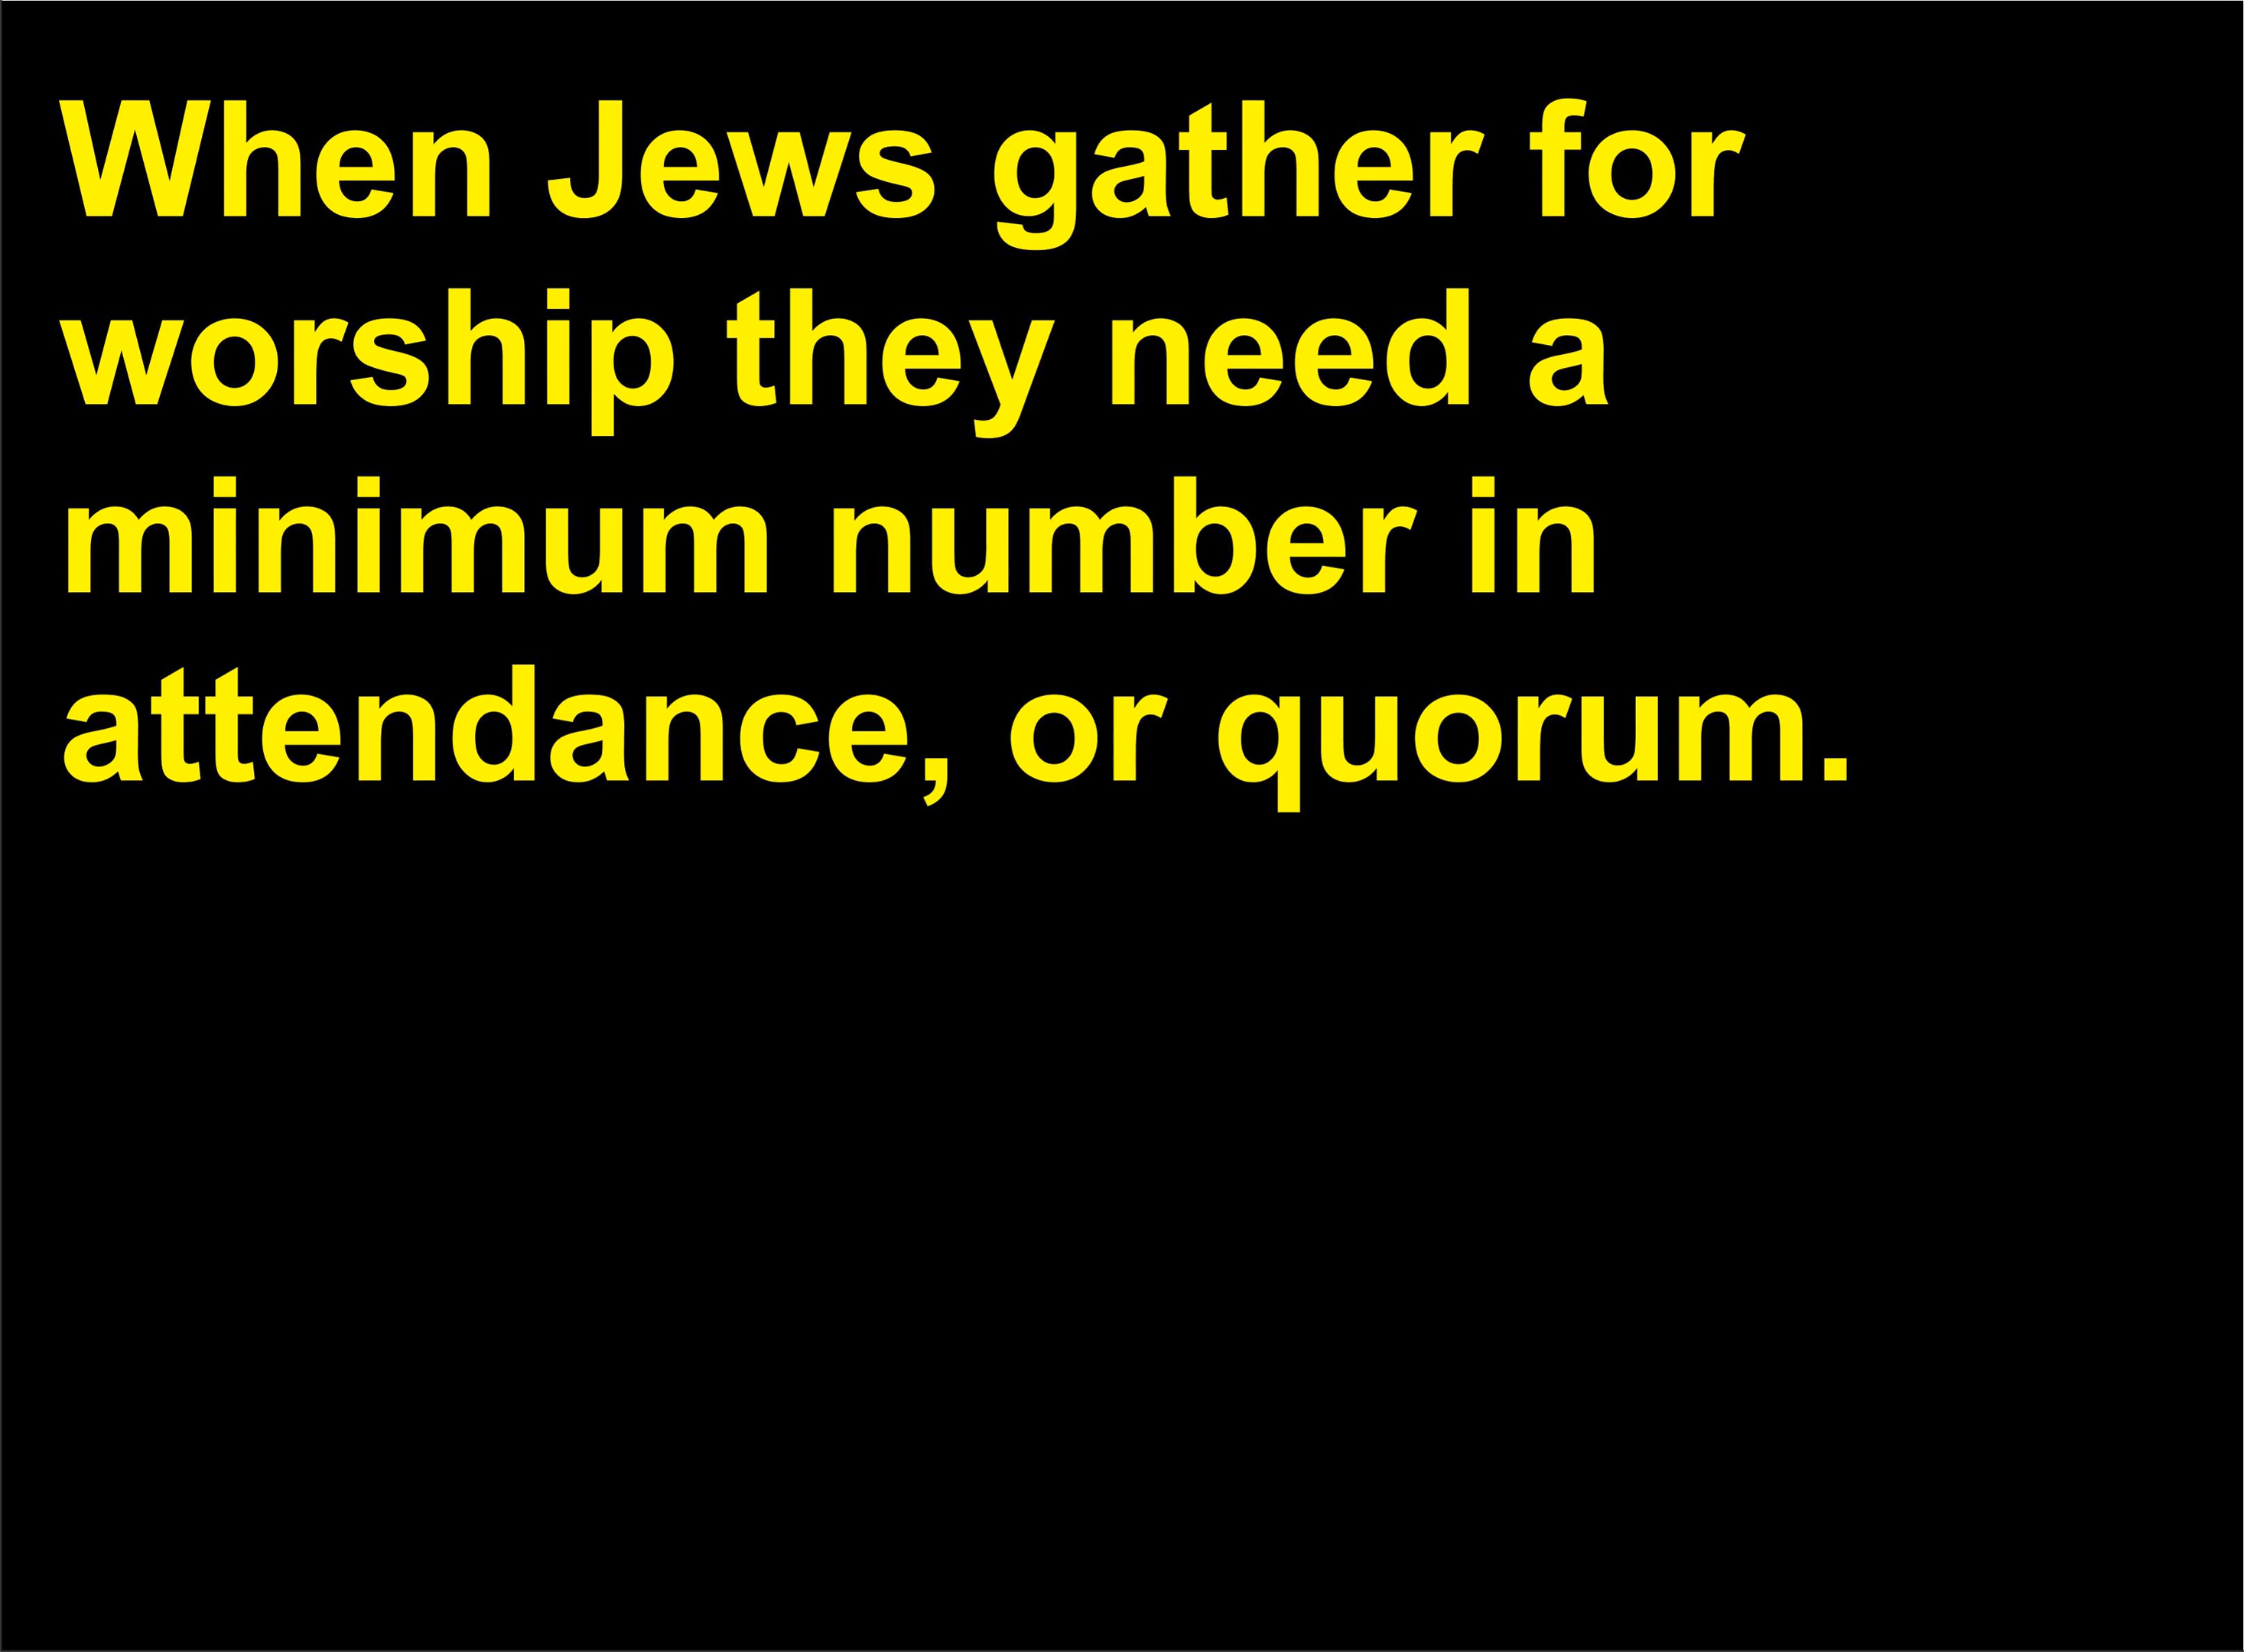 When Jews gather for
worship they need a
minimum number in
attendance, or quorum.